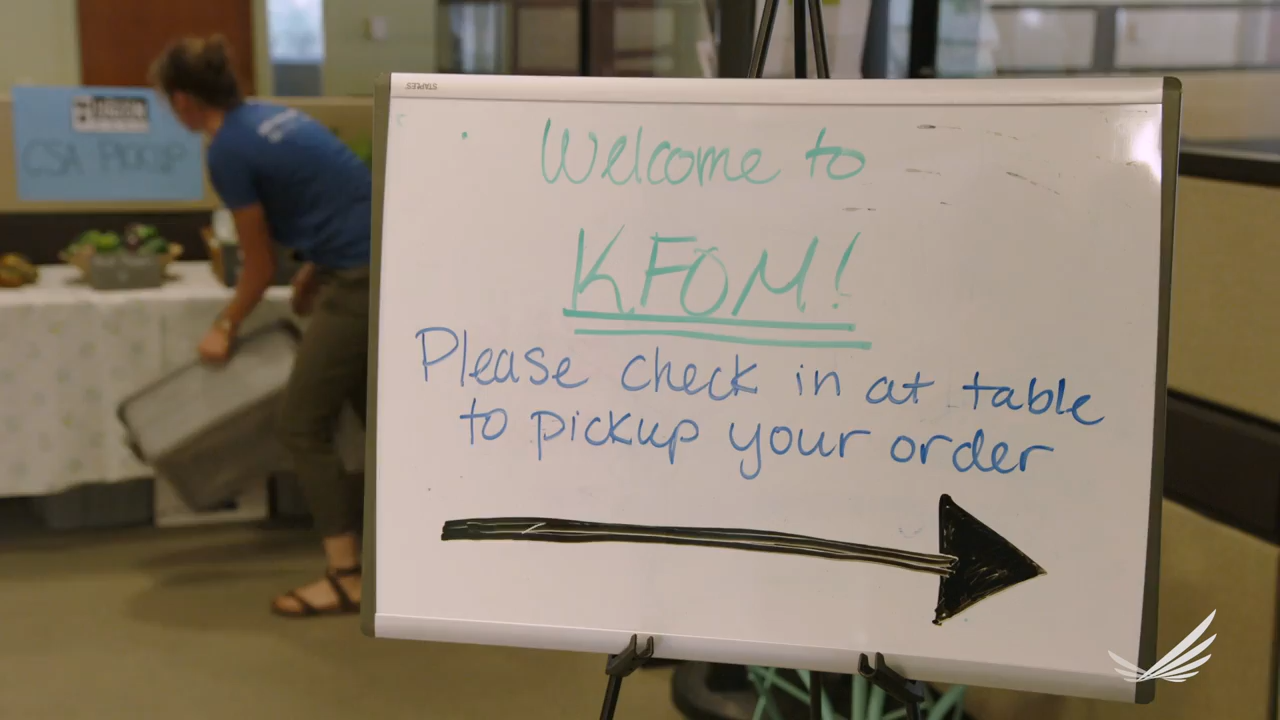 STAPLES
Welcome to
KFOM!
Please check in at table
to pickup your order
CSA PICKUP